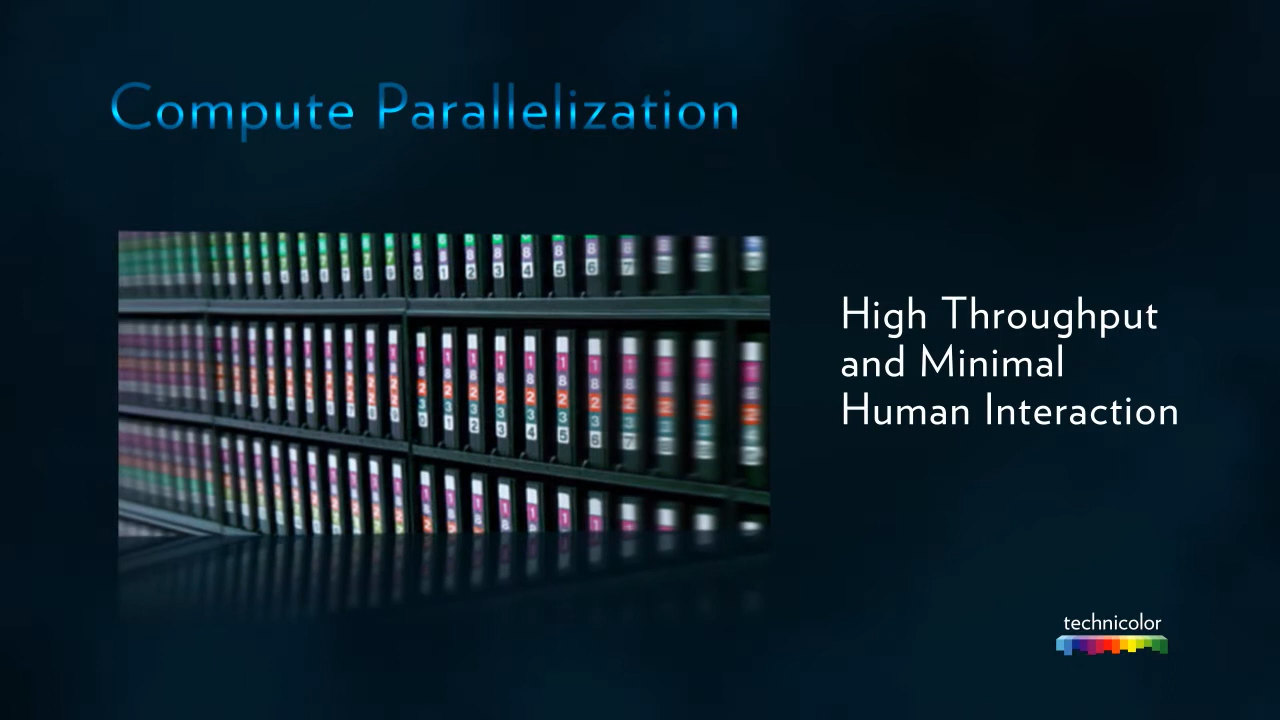 Compute Parallelization
High Throughput
and Minimal
Human Interaction
technicolor